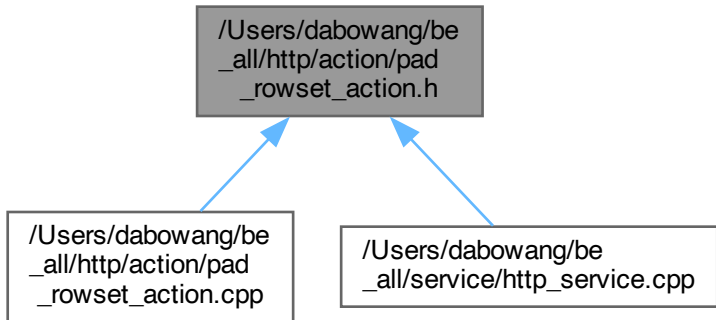 /Users/dabowang/be
_all/http/action/pad
_rowset_action.h
/Users/dabowang/be
_all/http/action/pad
_rowset_action.cpp
/Users/dabowang/be
_all/service/http_service.cpp